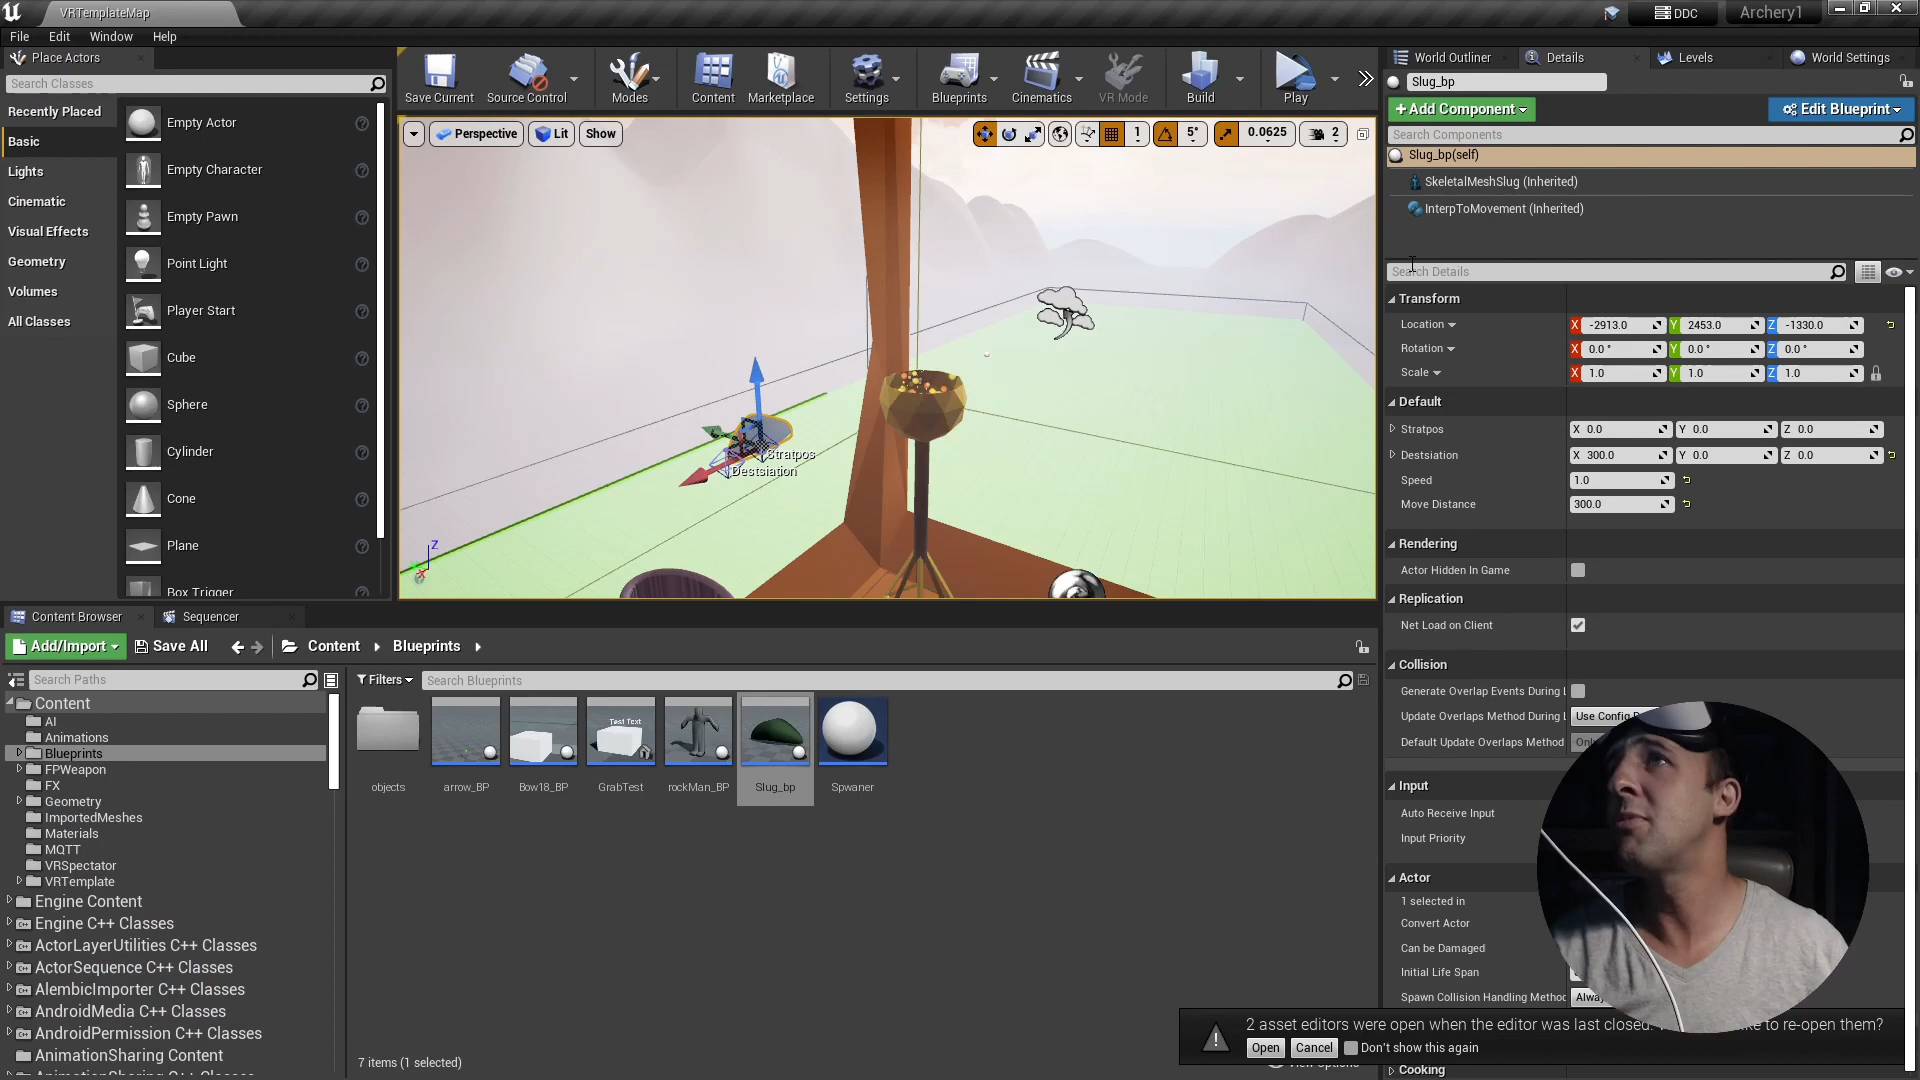 VRTemplateMap
DDC
Archery1
File Edit Window Help
Place Actors
Search Classes
Recently Placed
Basic
Lights
Cinematic
Visual Effects
Geometry
Volumes
All Classes
Empty Actor
Empty Character
Empty Pawn
Point Light
Player Start
Cube
Sphere
Cylinder
Cone
Plane
Box Trigger
Save Current
Source Control
Modes
Content
Marketplace
Settings
Blueprints
Cinematics
VR Mode
Build
Play
Perspective
Lit
Show
1
5°
0.0625
2
Stratpos
Destsiation
Z
World Outliner
Details
Levels
World Settings
Slug_bp
+Add Component
Edit Blueprint
Search Components
Slug_bp(self)
SkeletalMeshSlug (Inherited)
InterpToMovement (Inherited)
Search Details
Transform
Location X -2913.0 Y 2453.0 Z -1330.0
Rotation X 0.0 ° Y 0.0 ° Z 0.0 °
Scale X 1.0 Y 1.0 Z 1.0
Default
Stratpos X 0.0 Y 0.0 Z 0.0
Destsiation X 300.0 Y 0.0 Z 0.0
Speed 1.0
Move Distance 300.0
Rendering
Actor Hidden In Game
Replication
Net Load on Client
Collision
Generate Overlap Events During
Update Overlaps Method During Use Config
Default Update Overlaps Method
Input
Auto Receive Input
Input Priority
Actor
1 selected in
Convert Actor
Can be Damaged
Initial Life Span
Spawn Collision Handling Method
Cooking
Content Browser
Sequencer
Add/Import
Save All
Content
Blueprints
Search Paths
Filters
Search Blueprints
Content
AI
Animations
Blueprints
FPWeapon
FX
Geometry
ImportedMeshes
Materials
MQTT
VRSpectator
VRTemplate
Engine Content
Engine C++ Classes
ActorLayerUtilities C++ Classes
ActorSequence C++ Classes
AlembicImporter C++ Classes
AndroidMedia C++ Classes
AndroidPermission C++ Classes
AnimationSharing Content
Test Text
objects
arrow_BP
Bow18_BP
GrabTest
rockMan_BP
Slug_bp
Spwaner
7 items (1 selected)
2 asset editors were open when the editor was last closed. to re-open them?
Open
Cancel
Don't show this again